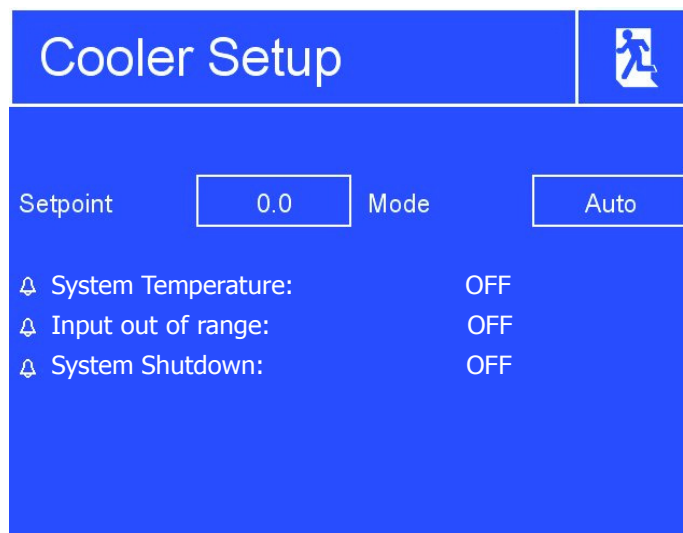 Cooler Setup
Setpoint 0.0 Mode Auto
System Temperature: OFF
Input out of range: OFF
System Shutdown: OFF